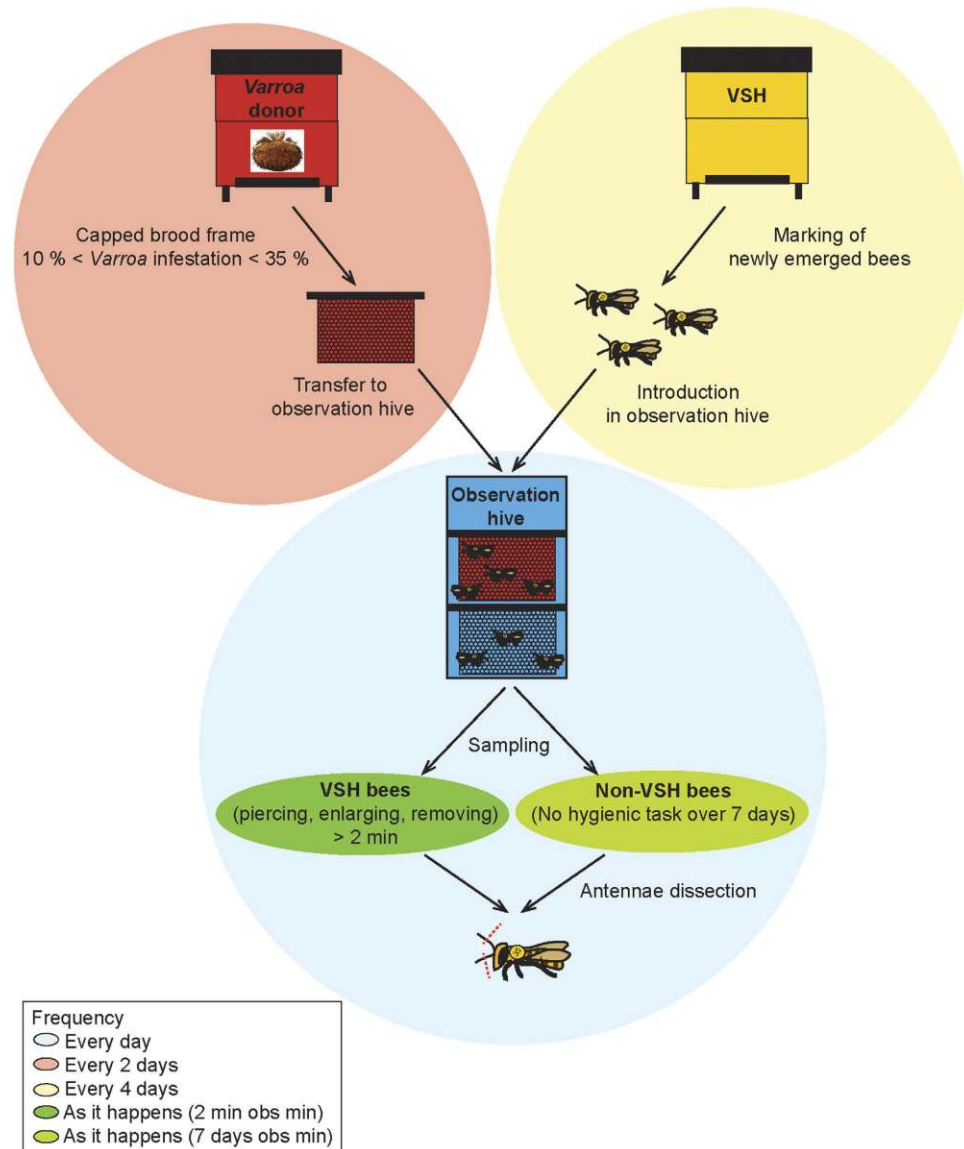 Varroa
donor
VSH
Capped brood frame
10 % < Varroa infestation < 35 %
Marking of
newly emerged bees
Transfer to
observation hive
Introduction
in observation hive
Observation
hive
Sampling
VSH bees
(piercing, enlarging, removing)
> 2 min
Non-VSH bees
(No hygienic task over 7 days)
Antennae dissection
Frequency
Every day
Every 2 days
Every 4 days
As it happens (2 min obs min)
As it happens (7 days obs min)